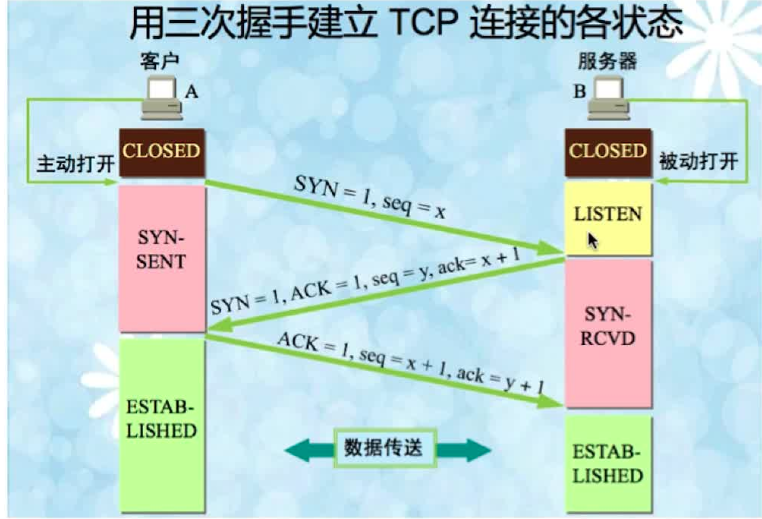 用三次握手建立 TCP 连接的各状态
客户
服务器
A
B
CLOSED
CLOSED
主动打开
被动打开
SYN = 1, seq = x
LISTEN
SYN-
SENT
SYN = 1, ACK = 1, seq = y, ack= x + 1
SYN-
RCVD
ACK = 1, seq = x + 1, ack = y + 1
ESTAB-
LISHED
数据传送
ESTAB-
LISHED